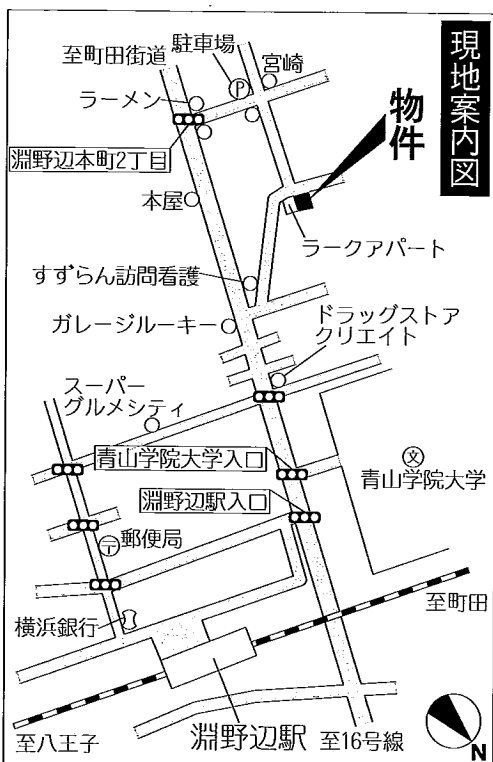 現地案内図
至町田街道
駐車場
P
宮崎
ラーメン
物件
淵野辺本町2丁目
本屋
ラークアパート
すずらん訪問看護
ガレージルーキー
ドラッグストア
クリエイト
スーパー
グルメシティ
青山学院大学入口
文
青山学院大学
淵野辺駅入口
〒
郵便局
横浜銀行
至町田
至八王子
淵野辺駅
至16号線
N